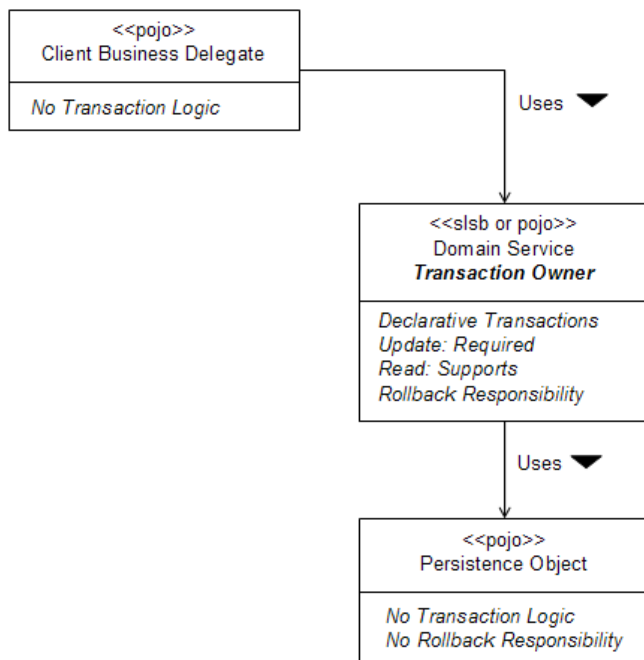 <<pojo>>
Client Business Delegate
No Transaction Logic
Uses
<<slsb or pojo>>
Domain Service
Transaction Owner
Declarative Transactions
Update: Required
Read: Supports
Rollback Responsibility
Uses
<<pojo>>
Persistence Object
No Transaction Logic
No Rollback Responsibility